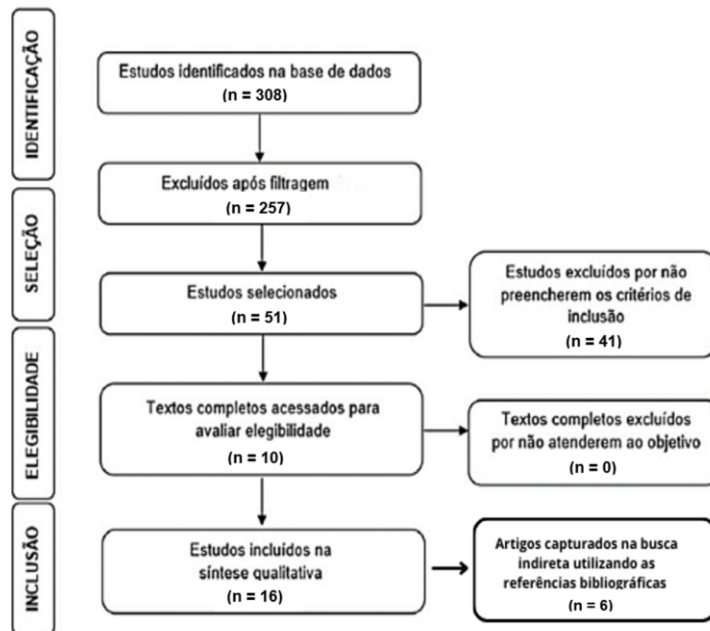 IDENTIFICAÇÃO
Estudos identificados na base de dados
(n = 308)
Excluídos após filtragem
(n = 257)
SELEÇÃO
Estudos selecionados
(n = 51)
Estudos excluídos por não
preencherem os critérios de
inclusão
(n = 41)
ELEGIBILIDADE
Textos completos acessados para
avaliar elegibilidade
(n = 10)
Textos completos excluídos
por não atenderem ao objetivo
(n = 0)
INCLUSÃO
Estudos incluídos na
síntese qualitativa
(n = 16)
Artigos capturados na busca
indireta utilizando as
referências bibliográficas
(n = 6)